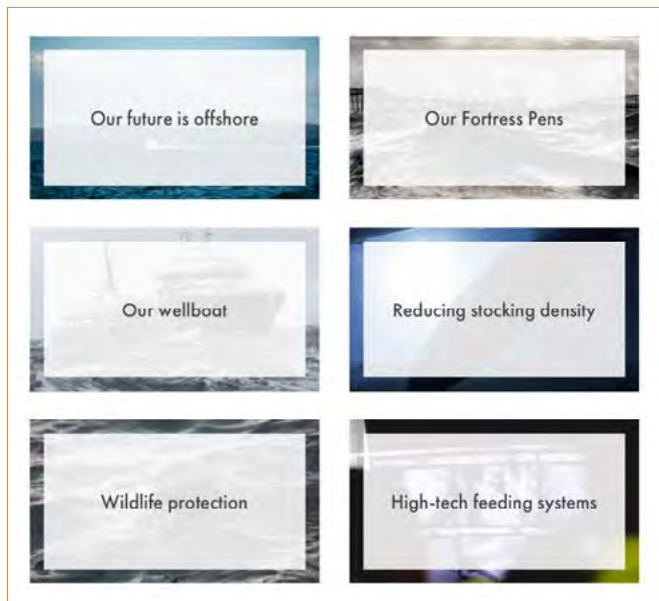 Our future is offshore
Our Fortress Pens
Our wellboat
Reducing stocking density
Wildlife protection
High-tech feeding systems